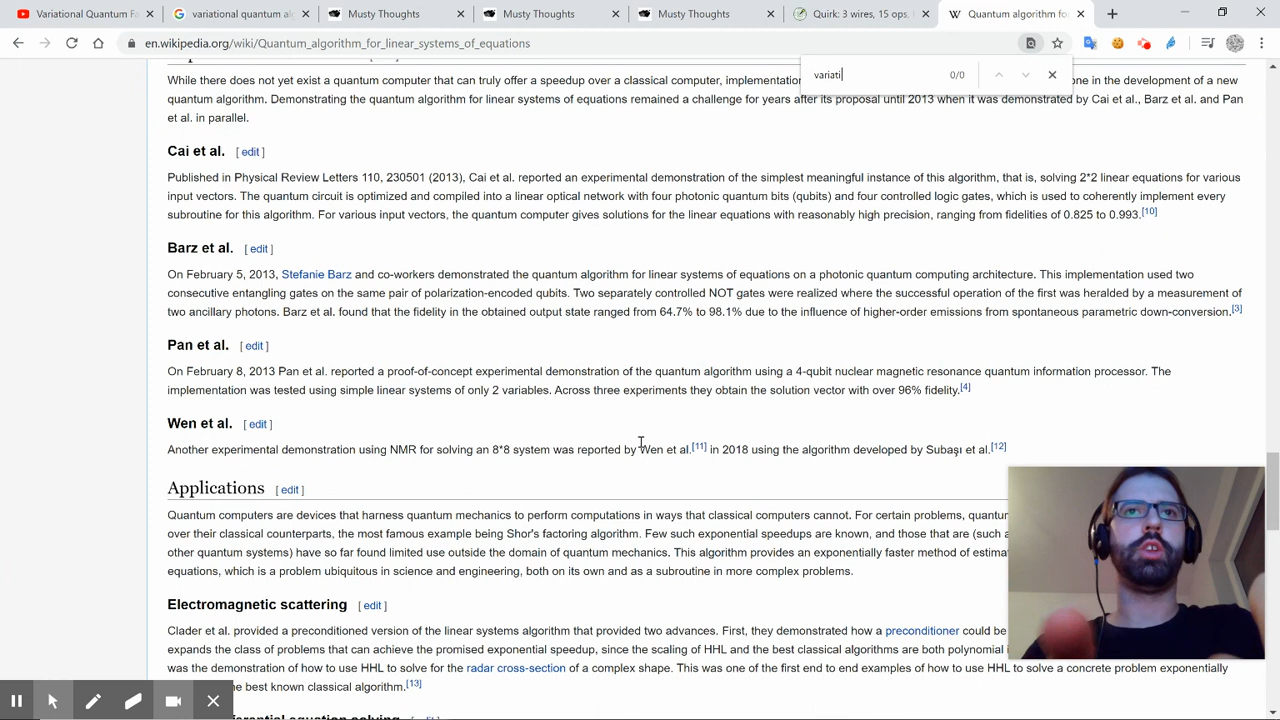 Variational Quantum Fa
variational quantum alg
Musty Thoughts
Musty Thoughts
Musty Thoughts
Quirk: 3 wires, 15 ops,
Quantum algorithm fo
en.wikipedia.org/wiki/Quantum_algorithm_for_linear_systems_of_equations
variati
0/0
While there does not yet exist a quantum computer that can truly offer a speedup over a classical computer, implementation
one in the development of a new
quantum algorithm. Demonstrating the quantum algorithm for linear systems of equations remained a challenge for years after its proposal until 2013 when it was demonstrated by Cai et al., Barz et al. and Pan
et al. in parallel.
Cai et al. [ edit ]
Published in Physical Review Letters 110, 230501 (2013), Cai et al. reported an experimental demonstration of the simplest meaningful instance of this algorithm, that is, solving 2*2 linear equations for various
input vectors. The quantum circuit is optimized and compiled into a linear optical network with four photonic quantum bits (qubits) and four controlled logic gates, which is used to coherently implement every
subroutine for this algorithm. For various input vectors, the quantum computer gives solutions for the linear equations with reasonably high precision, ranging from fidelities of 0.825 to 0.993.[10]
Barz et al. [ edit ]
On February 5, 2013, Stefanie Barz and co-workers demonstrated the quantum algorithm for linear systems of equations on a photonic quantum computing architecture. This implementation used two
consecutive entangling gates on the same pair of polarization-encoded qubits. Two separately controlled NOT gates were realized where the successful operation of the first was heralded by a measurement of
two ancillary photons. Barz et al. found that the fidelity in the obtained output state ranged from 64.7% to 98.1% due to the influence of higher-order emissions from spontaneous parametric down-conversion.[3]
Pan et al. [ edit ]
On February 8, 2013 Pan et al. reported a proof-of-concept experimental demonstration of the quantum algorithm using a 4-qubit nuclear magnetic resonance quantum information processor. The
implementation was tested using simple linear systems of only 2 variables. Across three experiments they obtain the solution vector with over 96% fidelity.[4]
Wen et al. [ edit ]
Another experimental demonstration using NMR for solving an 8*8 system was reported by Wen et al.[11] in 2018 using the algorithm developed by Subaşı et al.[12]
Applications [ edit ]
Quantum computers are devices that harness quantum mechanics to perform computations in ways that classical computers cannot. For certain problems, quantum
over their classical counterparts, the most famous example being Shor's factoring algorithm. Few such exponential speedups are known, and those that are (such a
other quantum systems) have so far found limited use outside the domain of quantum mechanics. This algorithm provides an exponentially faster method of estimat
equations, which is a problem ubiquitous in science and engineering, both on its own and as a subroutine in more complex problems.
Electromagnetic scattering [ edit ]
Clader et al. provided a preconditioned version of the linear systems algorithm that provided two advances. First, they demonstrated how a preconditioner could be
expands the class of problems that can achieve the promised exponential speedup, since the scaling of HHL and the best classical algorithms are both polynomial i
was the demonstration of how to use HHL to solve for the radar cross-section of a complex shape. This was one of the first end to end examples of how to use HHL to solve a concrete problem exponentially
the best known classical algorithm.[13]